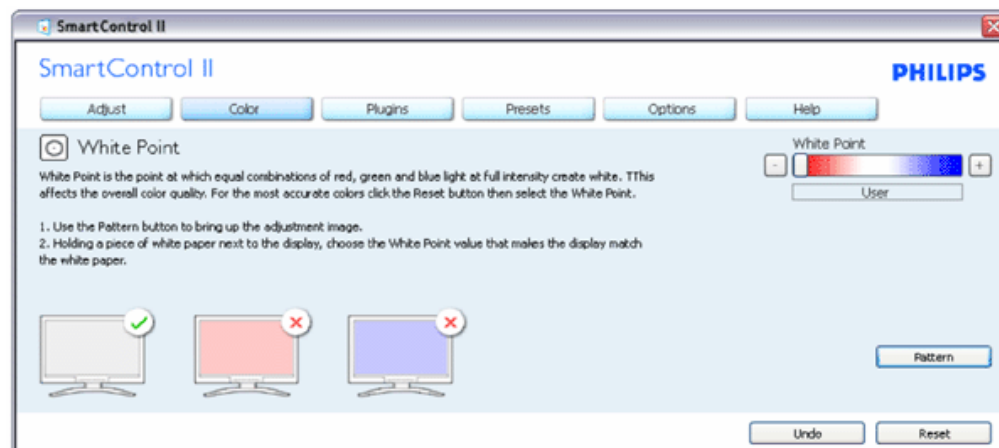 SmartControl II
SmartControl II
PHILIPS
Adjust Color Plugins Presets Options Help
White Point
White Point is the point at which equal combinations of red, green and blue light at full intensity create white. TThis
affects the overall color quality. For the most accurate colors click the Reset button then select the White Point.
1. Use the Pattern button to bring up the adjustment image.
2. Holding a piece of white paper next to the display, choose the White Point value that makes the display match
the white paper.
White Point
- +
User
Pattern
Undo Reset